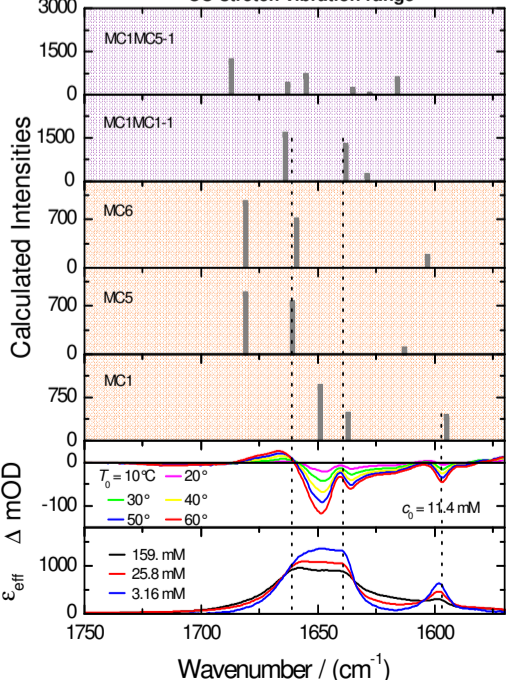 3000
1500
0
MC1MC5-1
1500
0
MC1MC1-1
700
0
MC6
700
0
MC5
750
0
MC1
Calculated Intensities
0
-100
Δ mOD
T0 = 10°C
20°
30°
40°
50°
60°
c0 = 11.4 mM
1000
0
εeff
159. mM
25.8 mM
3.16 mM
1750
1700
1650
1600
Wavenumber / (cm-1)